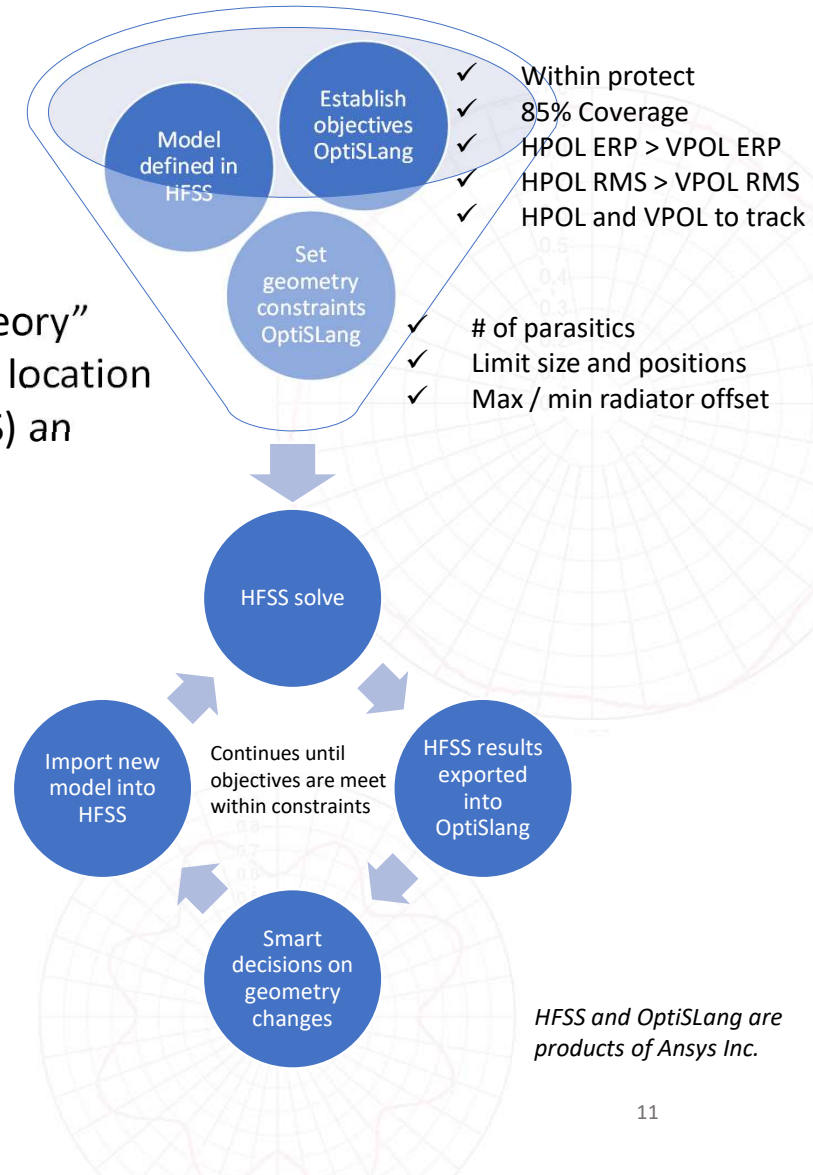 Model
defined in
HFSS
Establish
objectives
OptiSLang
Set
geometry
constraints
OptiSLang
✓ Within protect
✓ 85% Coverage
✓ HPOL ERP > VPOL ERP
✓ HPOL RMS > VPOL RMS
✓ HPOL and VPOL to track
eory”
location
S) an
✓ # of parasitics
✓ Limit size and positions
✓ Max / min radiator offset
HFSS solve
Import new
model into
HFSS
Continues until
objectives are meet
within constraints
HFSS results
exported
into
OptiSlang
Smart
decisions on
geometry
changes
HFSS and OptiSLang are
products of Ansys Inc.
11